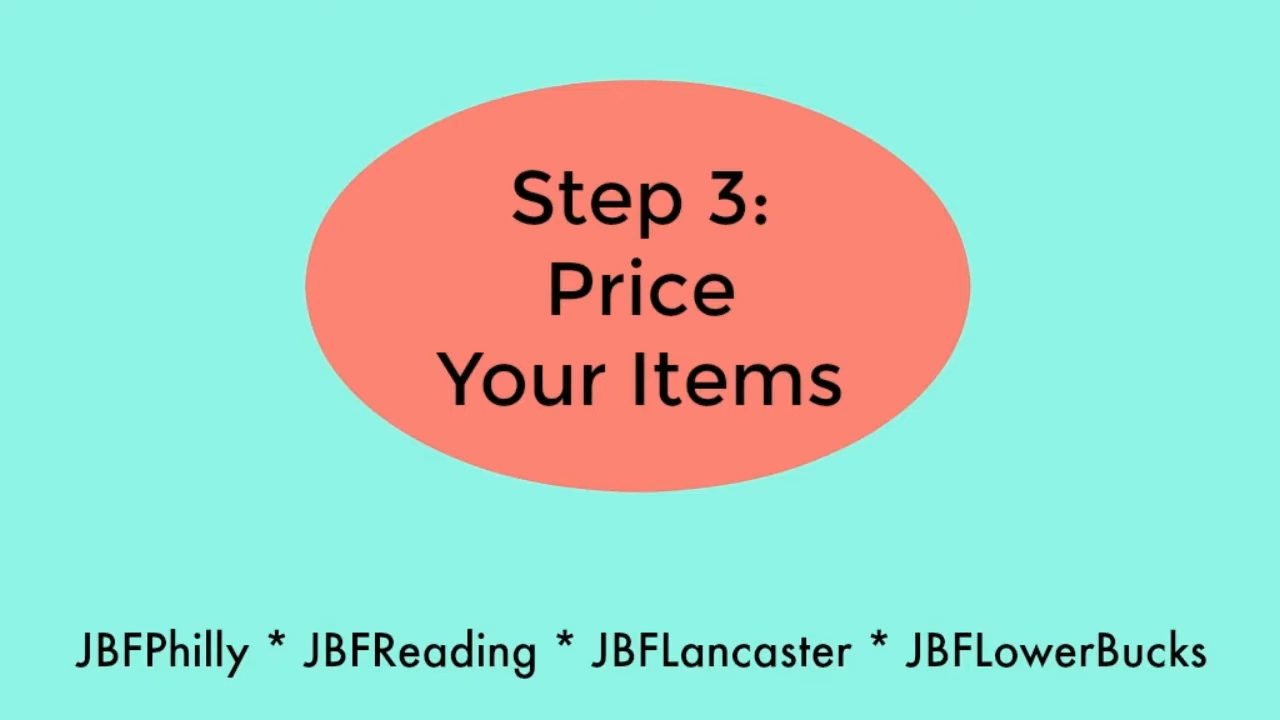 Step 3:
Price
Your Items
JBFPhilly * JBFReading * JBFLancaster * JBFLowerBucks